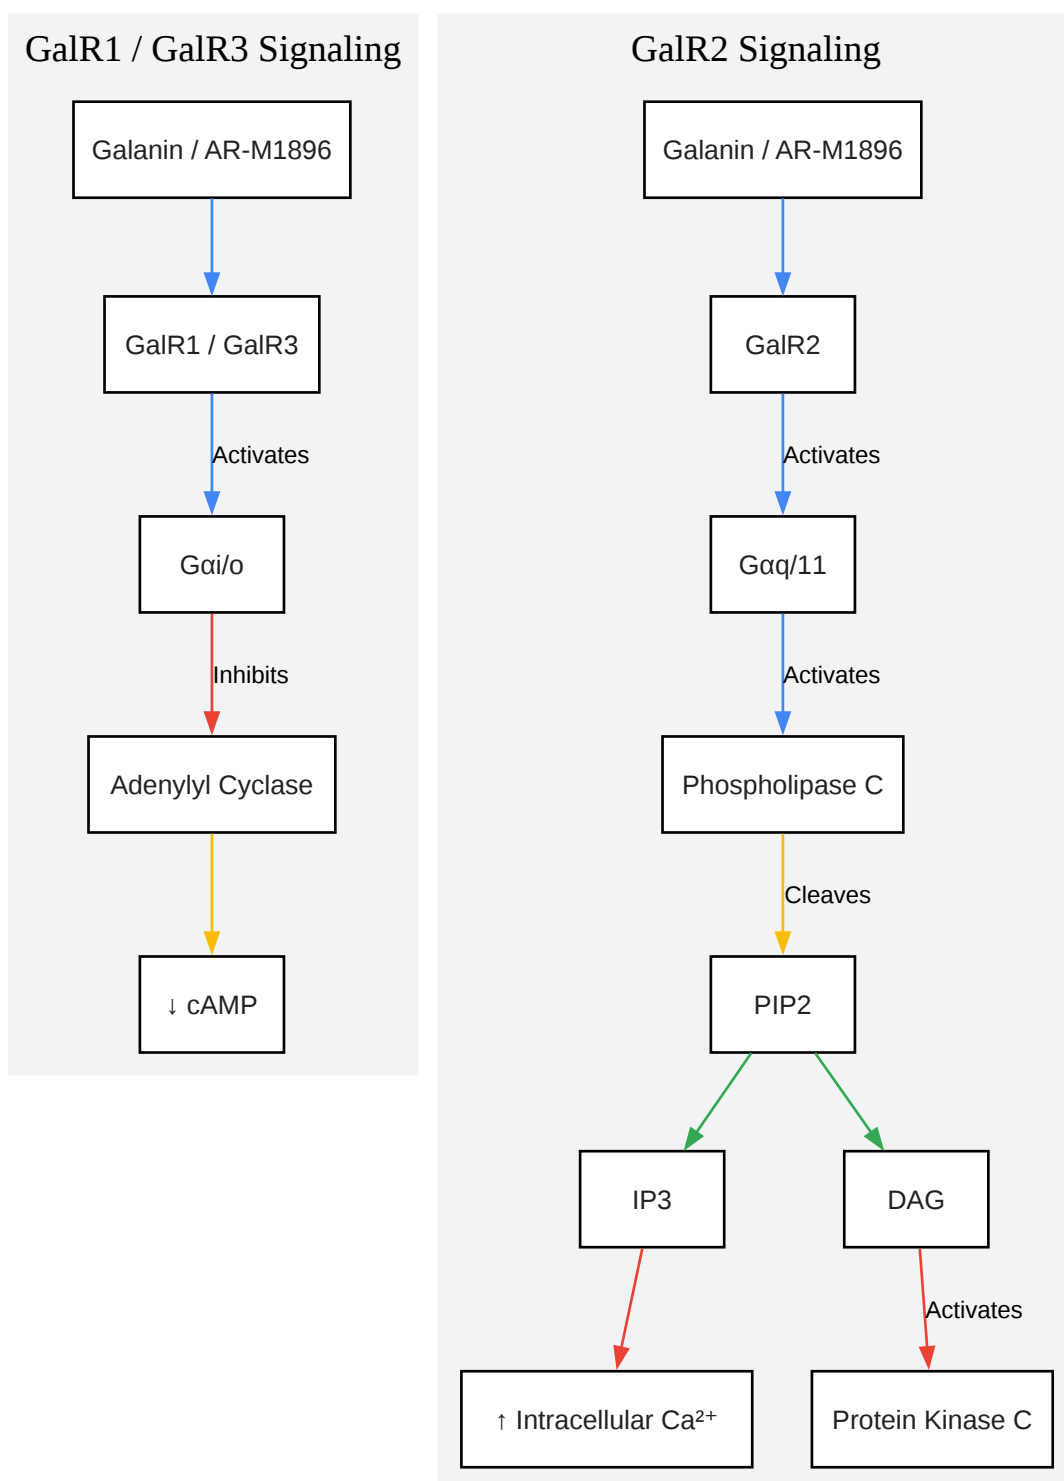 GalR1 / GalR3 Signaling
Galanin / AR-M1896
GalR1 / GalR3
Activates
Gαi/o
Inhibits
Adenylyl Cyclase
↓ cAMP
GalR2 Signaling
Galanin / AR-M1896
GalR2
Activates
Gαq/11
Activates
Phospholipase C
Cleaves
PIP2
IP3
DAG
Activates
↑ Intracellular Ca²⁺
Protein Kinase C